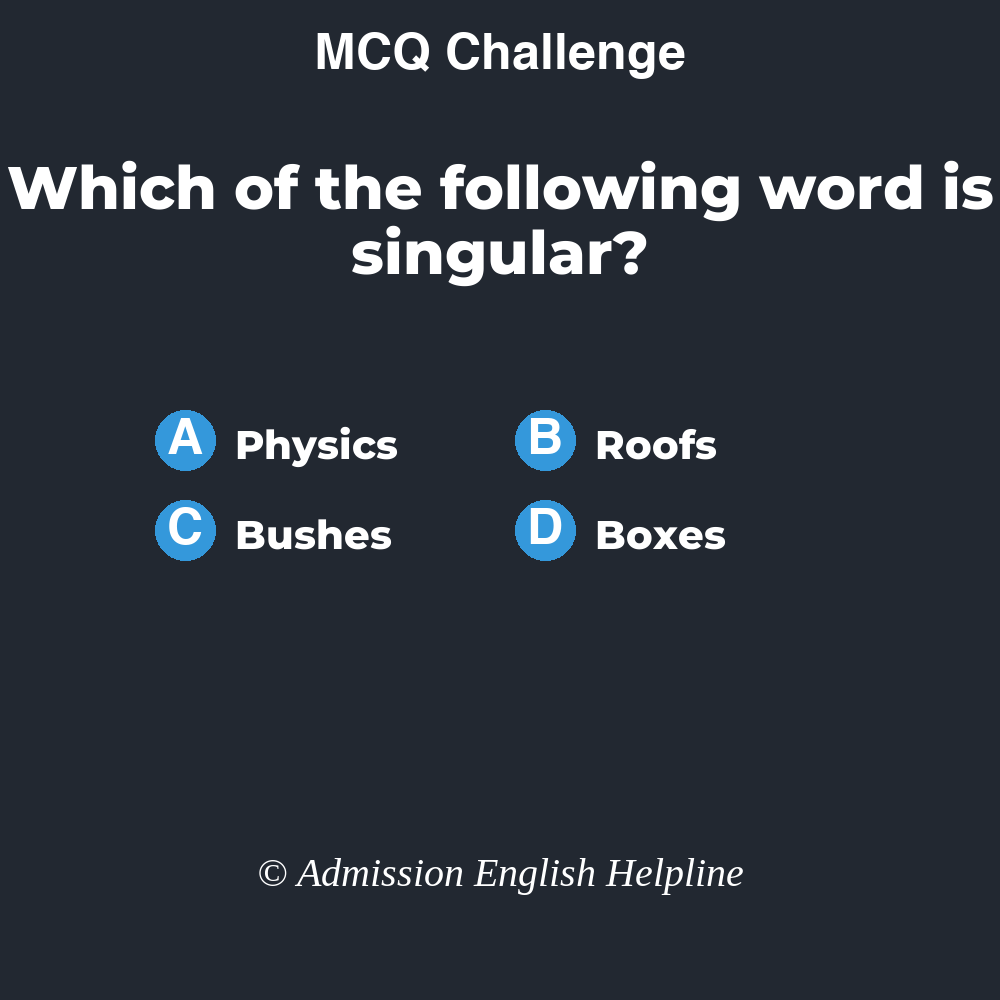 MCQ Challenge
Which of the following word is
singular?
A Physics
B Roofs
C Bushes
D Boxes
© Admission English Helpline